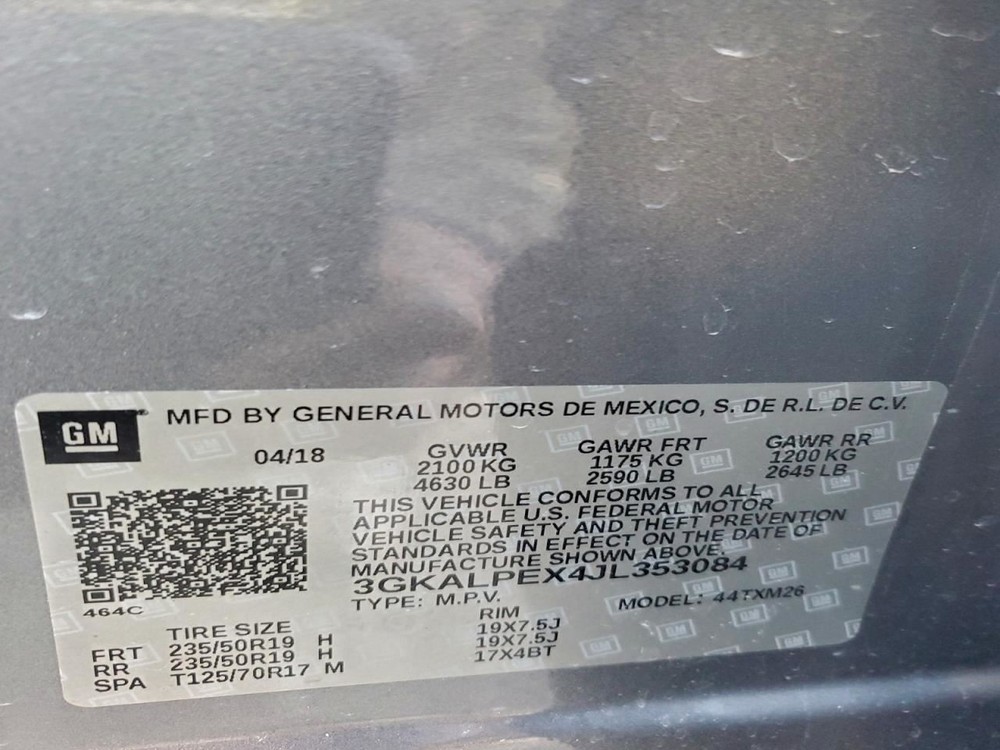 GM
MFD BY GENERAL MOTORS DE MEXICO, S. DE R.L. DE C.V.
04/18
GVWR
2100 KG
4630 LB
GAWR FRT
1175 KG
2590 LB
GAWR RR
1200 KG
2645 LB
THIS VEHICLE CONFORMS TO ALL
APPLICABLE U.S. FEDERAL MOTOR
VEHICLE SAFETY AND THEFT PREVENTION
STANDARDS IN EFFECT ON THE DATE OF
MANUFACTURE SHOWN ABOVE.
3GKALPEX4JL353084
TYPE: M.P.V.
MODEL: 44TXM26
464C
TIRE SIZE RIM
FRT 235/50R19 H 19X7.5J
RR 235/50R19 H 19X7.5J
SPA T125/70R17 M 17X4BT